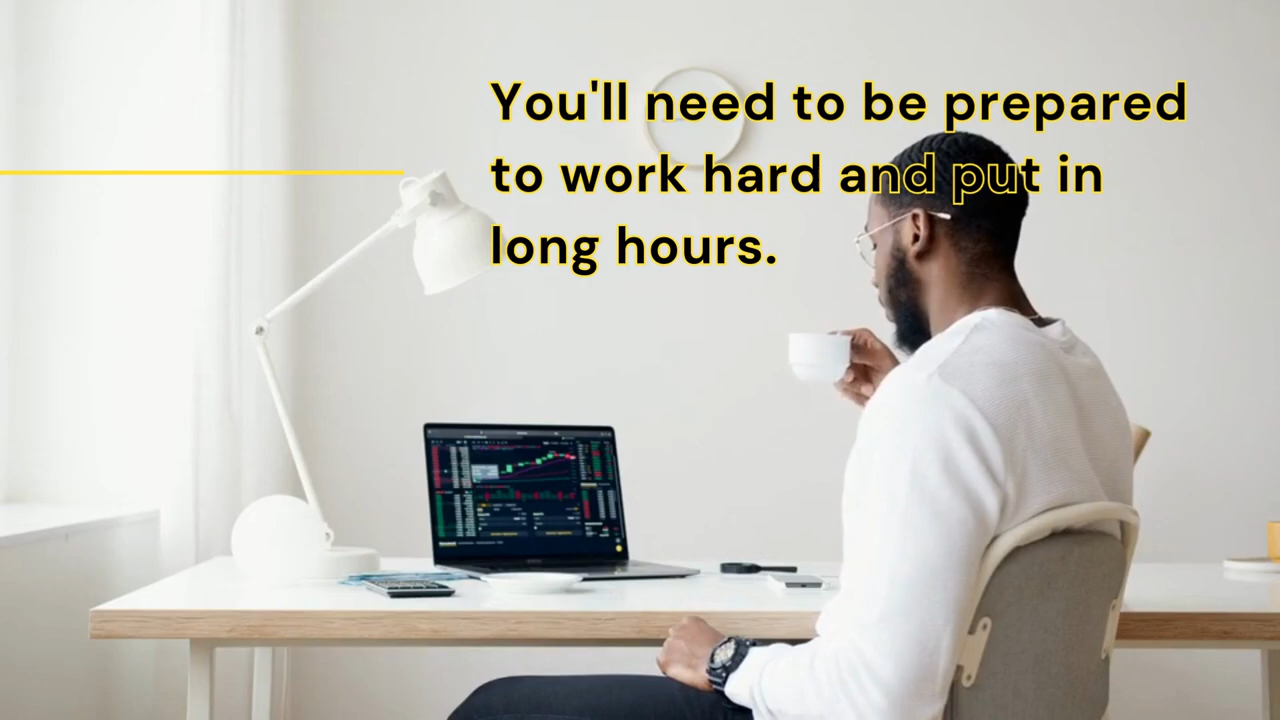 You'll need to be prepared
to work hard and put in
long hours.